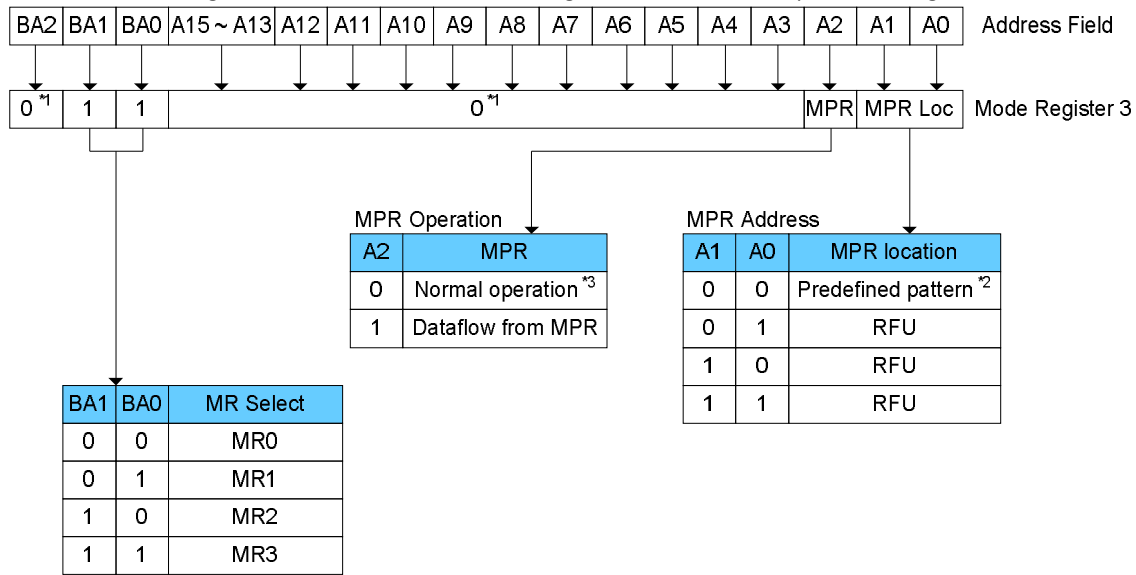 BA2 BA1 BA0 A15 ~ A13 A12 A11 A10 A9 A8 A7 A6 A5 A4 A3 A2 A1 A0 Address Field
0 *1 1 1 0 *1 MPR MPR Loc Mode Register 3
MPR Operation
A2 MPR
0 Normal operation *3
1 Dataflow from MPR
MPR Address
A1 A0 MPR location
0 0 Predefined pattern *2
0 1 RFU
1 0 RFU
1 1 RFU
BA1 BA0 MR Select
0 0 MR0
0 1 MR1
1 0 MR2
1 1 MR3